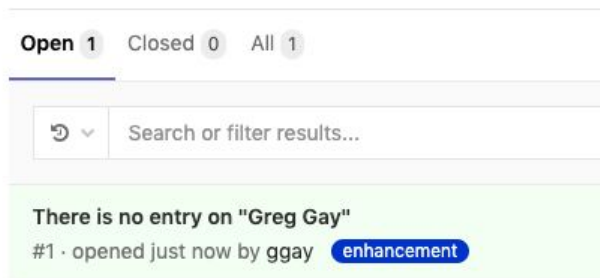 Open 1 Closed 0 All 1
Search or filter results...
There is no entry on "Greg Gay"
#1 · opened just now by ggay enhancement